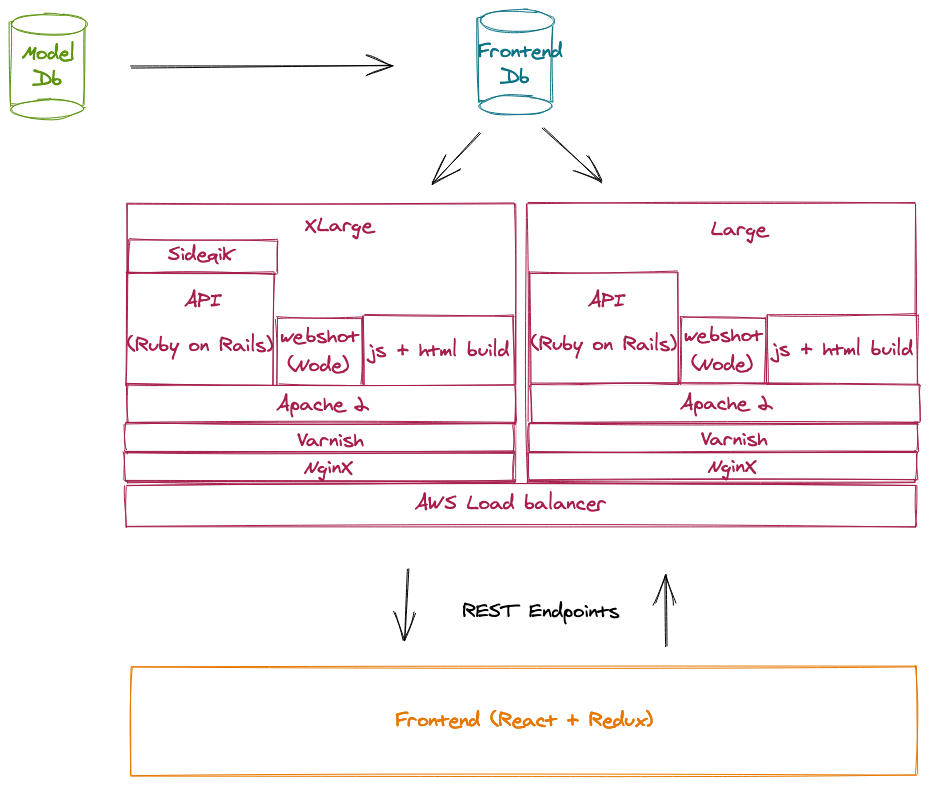 Model
Db
Frontend
Db
XLarge
Large
Sideqik
API
(Ruby on Rails)
webshot
(Node)
js + html build
API
(Ruby on Rails)
webshot
(Node)
js + html build
Apache 2
Apache 2
Varnish
Varnish
NginX
NginX
AWS Load balancer
REST Endpoints
Frontend (React + Redux)